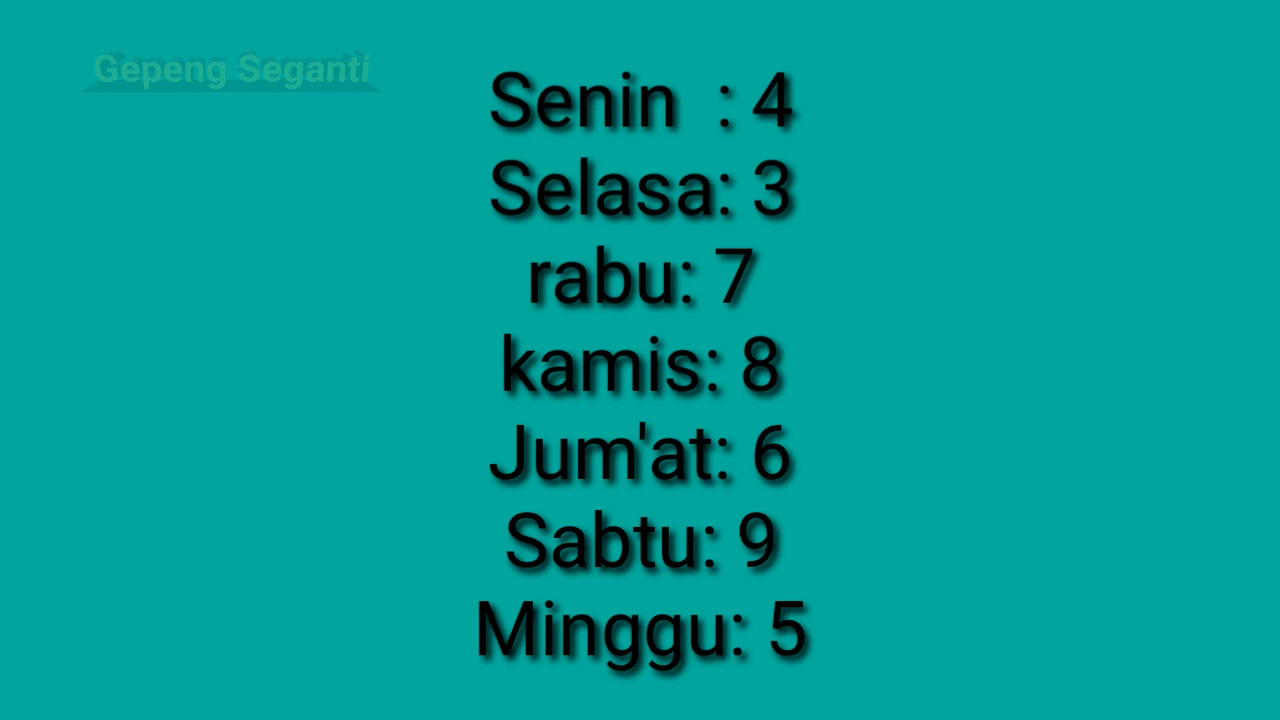 Gepeng Seganti
Senin : 4
Selasa: 3
rabu: 7
kamis: 8
Jum'at: 6
Sabtu: 9
Minggu: 5